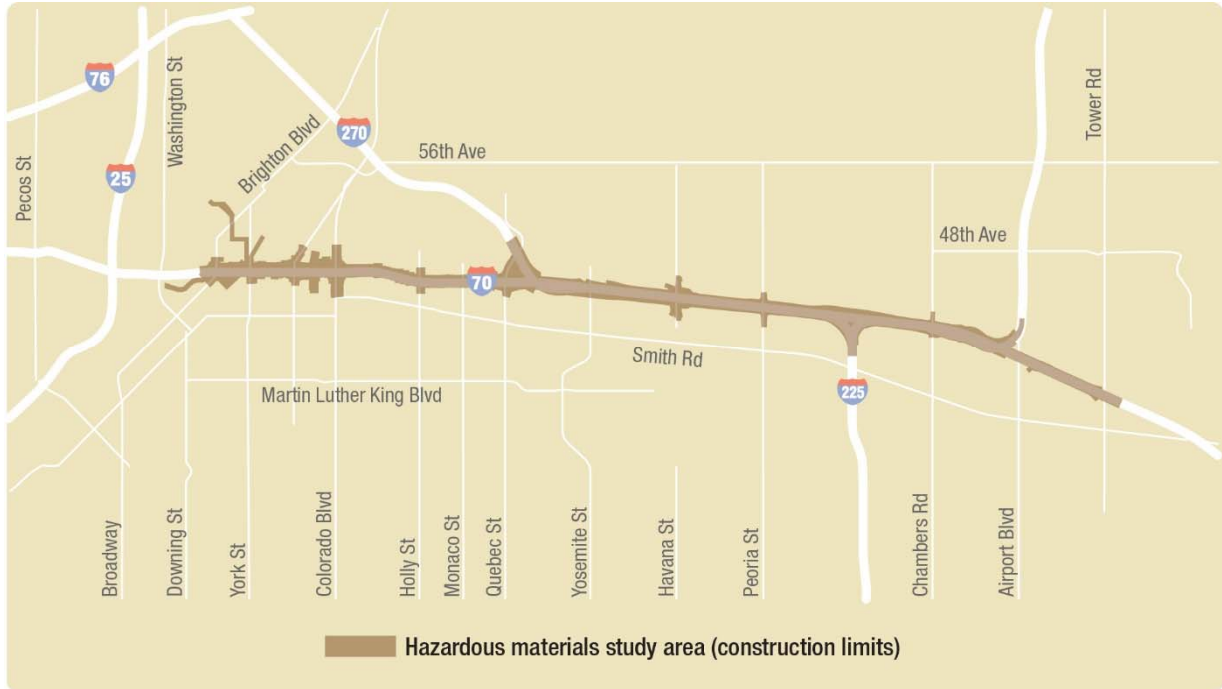 76
Washington St
Tower Rd
270
Brighton Blvd
56th Ave
Pecos St
25
48th Ave
70
Smith Rd
Martin Luther King Blvd
225
Broadway
Downing St
York St
Colorado Blvd
Holly St
Monaco St
Quebec St
Yosemite St
Havana St
Peoria St
Chambers Rd
Airport Blvd
Hazardous materials study area (construction limits)